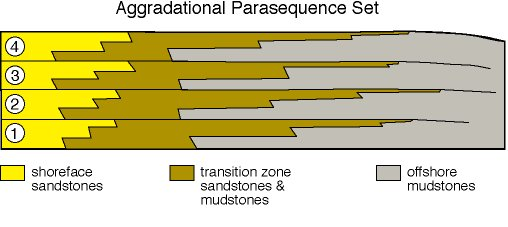 Aggradational Parasequence Set
4
3
2
1
shoreface
sandstones
transition zone
sandstones &
mudstones
offshore
mudstones